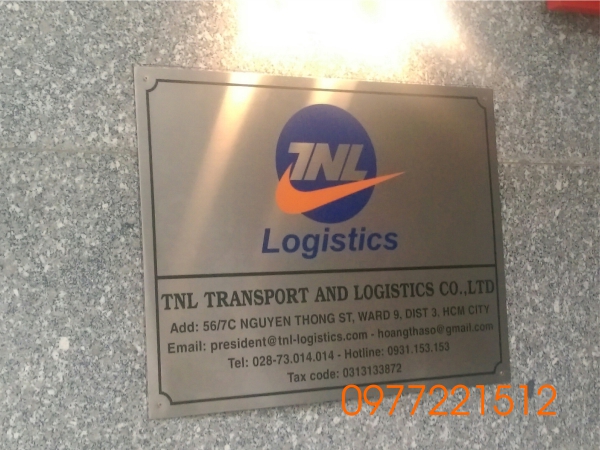 TNL
Logistics
TNL TRANSPORT AND LOGISTICS CO.,LTD
Add: 56/7C NGUYEN THONG ST, WARD 9, DIST 3, HCM CITY
Email: president@tnl-logistics.com - hoangthaso@gmail.com
Tel: 028-73.014.014 - Hotline: 0931.153.153
Tax code: 0313133872
0977221512